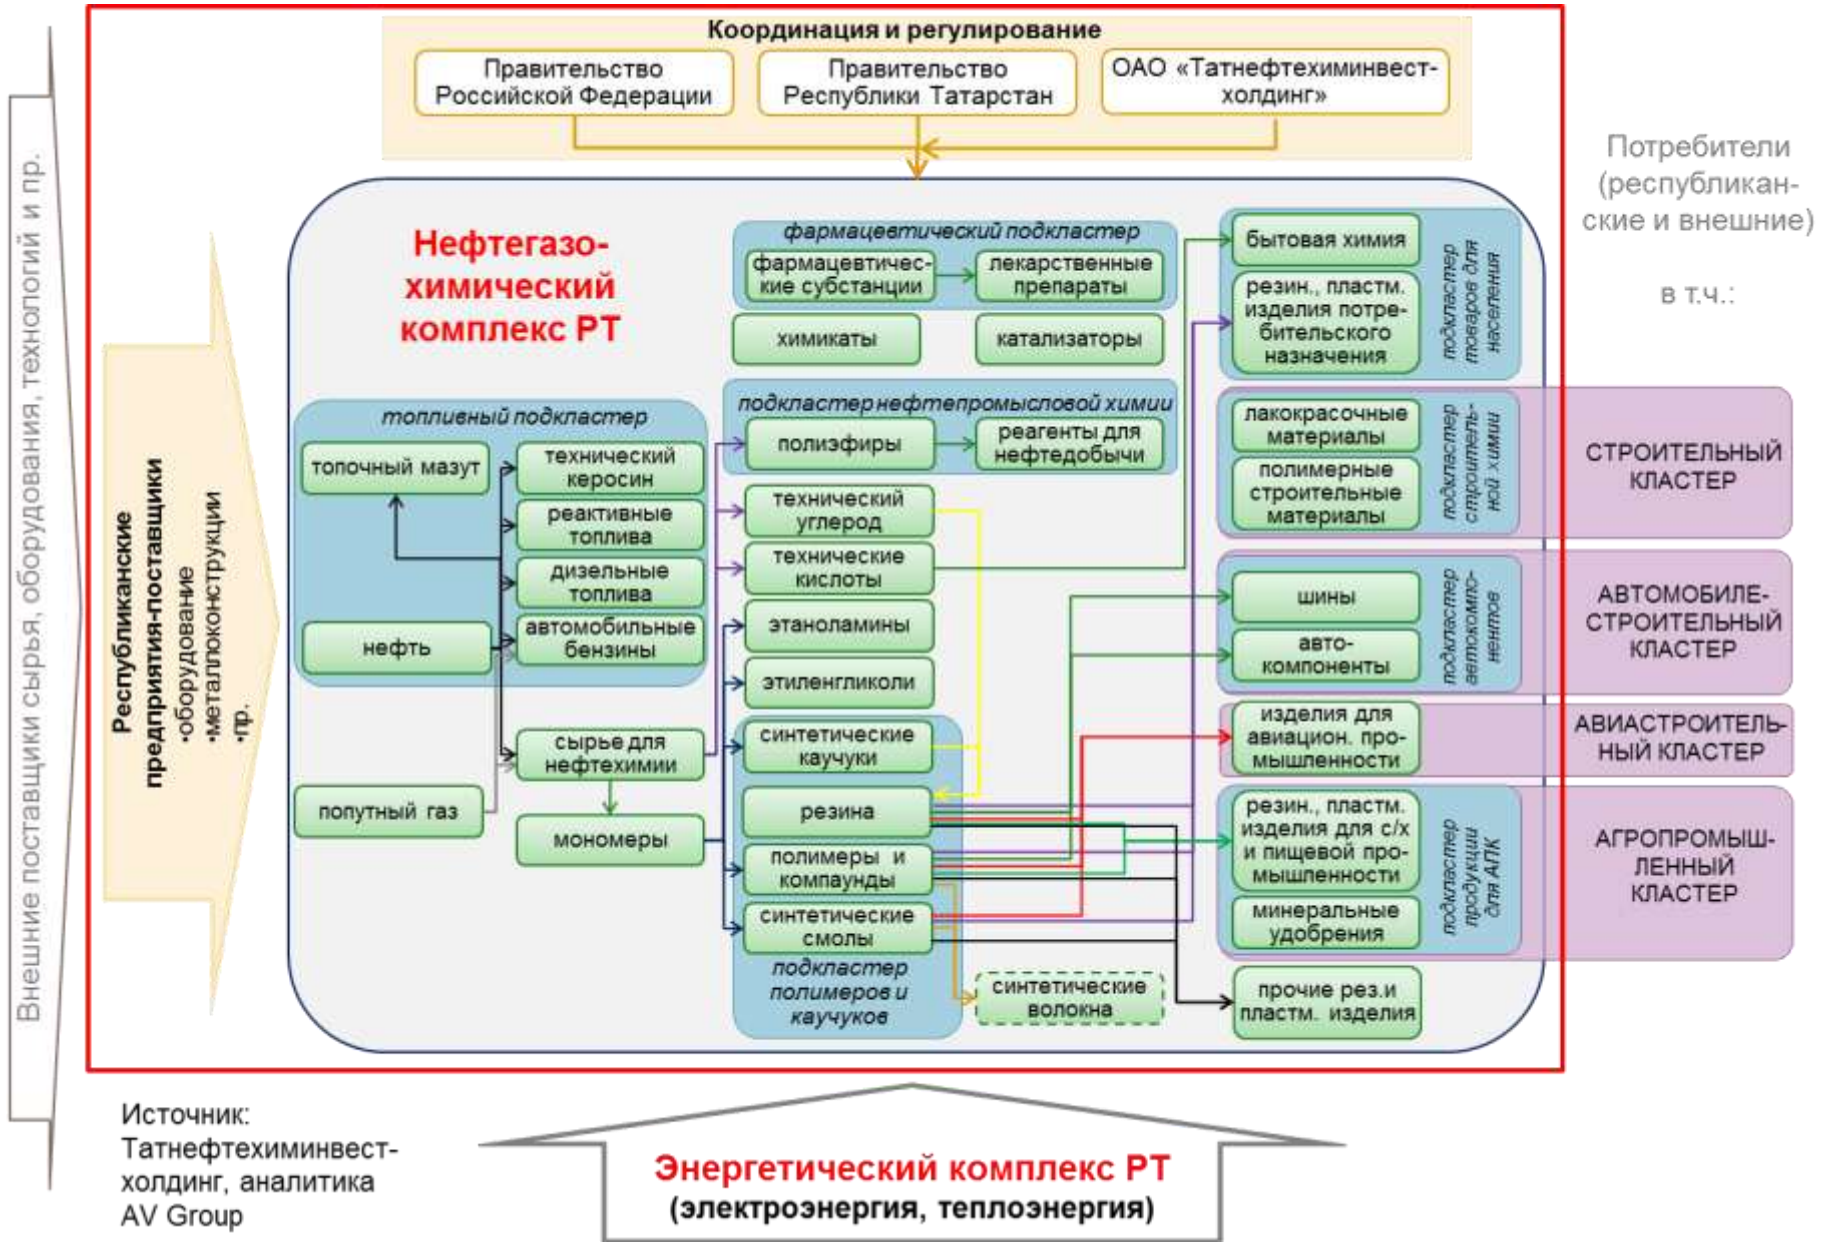 Координация и регулирование
Правительство
Российской Федерации
Правительство
Республики Татарстан
ОАО «Татнефтехиминвест-
холдинг»
Внешние поставщики сырья, оборудования, технологий и пр.
Республиканские
предприятия-поставщики
•оборудование
•металлоконструкции
•пр.
Нефтегазо-
химический
комплекс РТ
топливный подкластер
топочный мазут
нефть
технический
керосин
реактивные
топлива
дизельные
топлива
автомобильные
бензины
попутный газ
сырье для
нефтехимии
мономеры
фармацевтический подкластер
фармацевтичес-
кие субстанции
лекарственные
препараты
химикаты
катализаторы
подкластер нефтепромысловой химии
полиэфиры
реагенты для
нефтедобычи
технический
углерод
технические
кислоты
этаноламины
этиленгликоли
синтетические
каучуки
резина
полимеры и
компаунды
синтетические
смолы
подкластер
полимеров и
каучуков
синтетические
волокна
бытовая химия
резин., пластм.
изделия потре-
бительского
назначения
подкластер
товаров для
населения
лакокрасочные
материалы
полимерные
строительные
материалы
подкластер
строитель-
ной химии
шины
авто-
компоненты
подкластер
автокомпо-
нентов
изделия для
авиацион. про-
мышленности
резин., пластм.
изделия для с/х
и пищевой про-
мышленности
минеральные
удобрения
подкластер
продукции
для АПК
прочие рез.и
пластм. изделия
Потребители
(республикан-
ские и внешние)
в т.ч.:
СТРОИТЕЛЬНЫЙ
КЛАСТЕР
АВТОМОБИЛЕ-
СТРОИТЕЛЬНЫЙ
КЛАСТЕР
АВИАСТРОИТЕЛЬ-
НЫЙ КЛАСТЕР
АГРОПРОМЫШ-
ЛЕННЫЙ
КЛАСТЕР
Источник:
Татнефтехиминвест-
холдинг, аналитика
AV Group
Энергетический комплекс РТ
(электроэнергия, теплоэнергия)